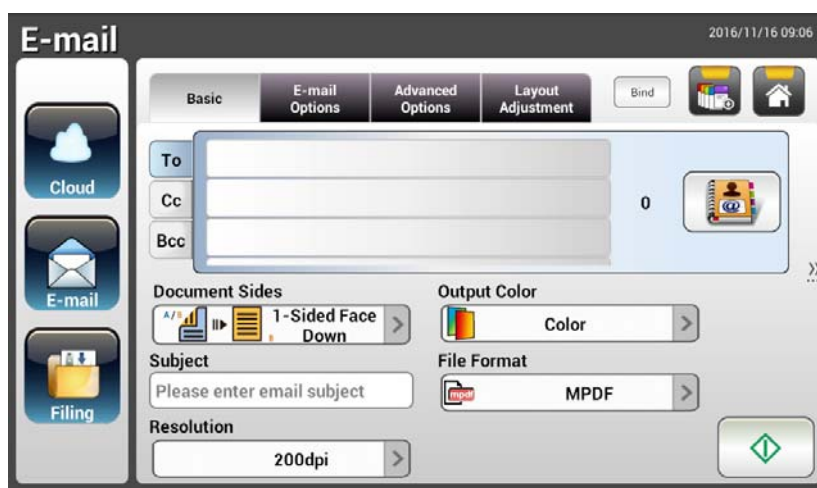 E-mail
2016/11/16 09:06
Basic
E-mail
Options
Advanced
Options
Layout
Adjustment
Bind
Cloud
E-mail
Filing
To
Cc
Bcc
0
@
Document Sides
A/B
1-Sided Face
Down
Output Color
Color
Subject
Please enter email subject
File Format
mpdf
MPDF
Resolution
200dpi